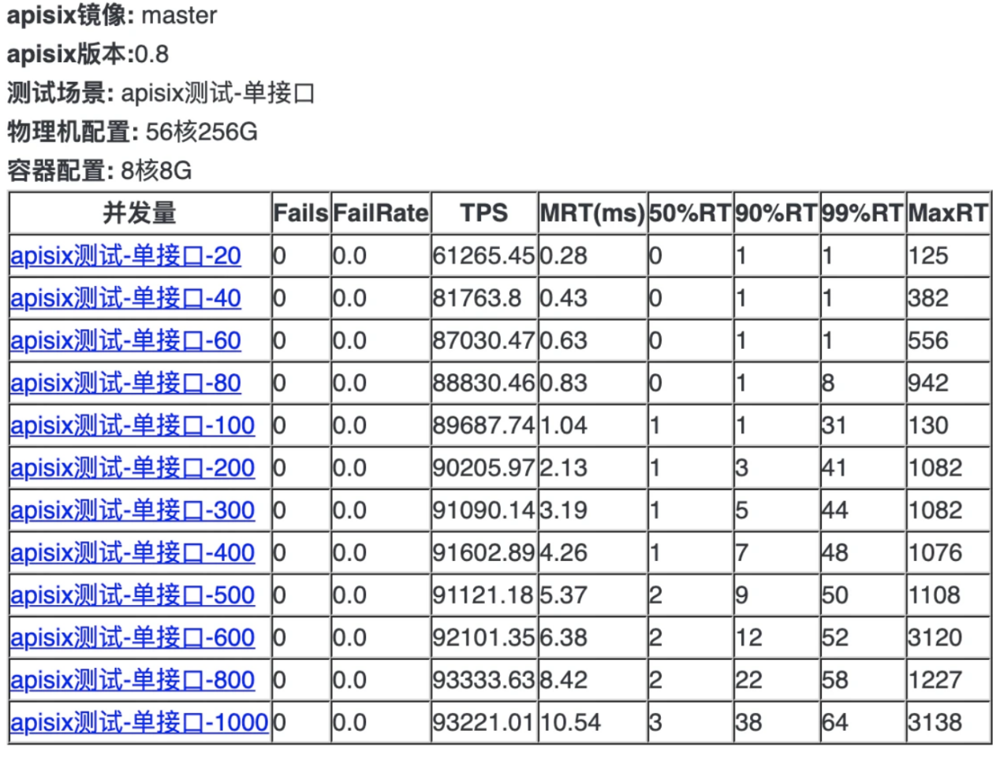 apisix镜像: master
apisix版本:0.8
测试场景: apisix测试-单接口
物理机配置: 56核256G
容器配置: 8核8G
并发量 Fails FailRate TPS MRT(ms) 50%RT 90%RT 99%RT MaxRT
apisix测试-单接口-20 0 0.0 61265.45 0.28 0 1 1 125
apisix测试-单接口-40 0 0.0 81763.8 0.43 0 1 1 382
apisix测试-单接口-60 0 0.0 87030.47 0.63 0 1 1 556
apisix测试-单接口-80 0 0.0 88830.46 0.83 0 1 8 942
apisix测试-单接口-100 0 0.0 89687.74 1.04 1 1 31 130
apisix测试-单接口-200 0 0.0 90205.97 2.13 1 3 41 1082
apisix测试-单接口-300 0 0.0 91090.14 3.19 1 5 44 1082
apisix测试-单接口-400 0 0.0 91602.89 4.26 1 7 48 1076
apisix测试-单接口-500 0 0.0 91121.18 5.37 2 9 50 1108
apisix测试-单接口-600 0 0.0 92101.35 6.38 2 12 52 3120
apisix测试-单接口-800 0 0.0 93333.63 8.42 2 22 58 1227
apisix测试-单接口-1000 0 0.0 93221.01 10.54 3 38 64 3138